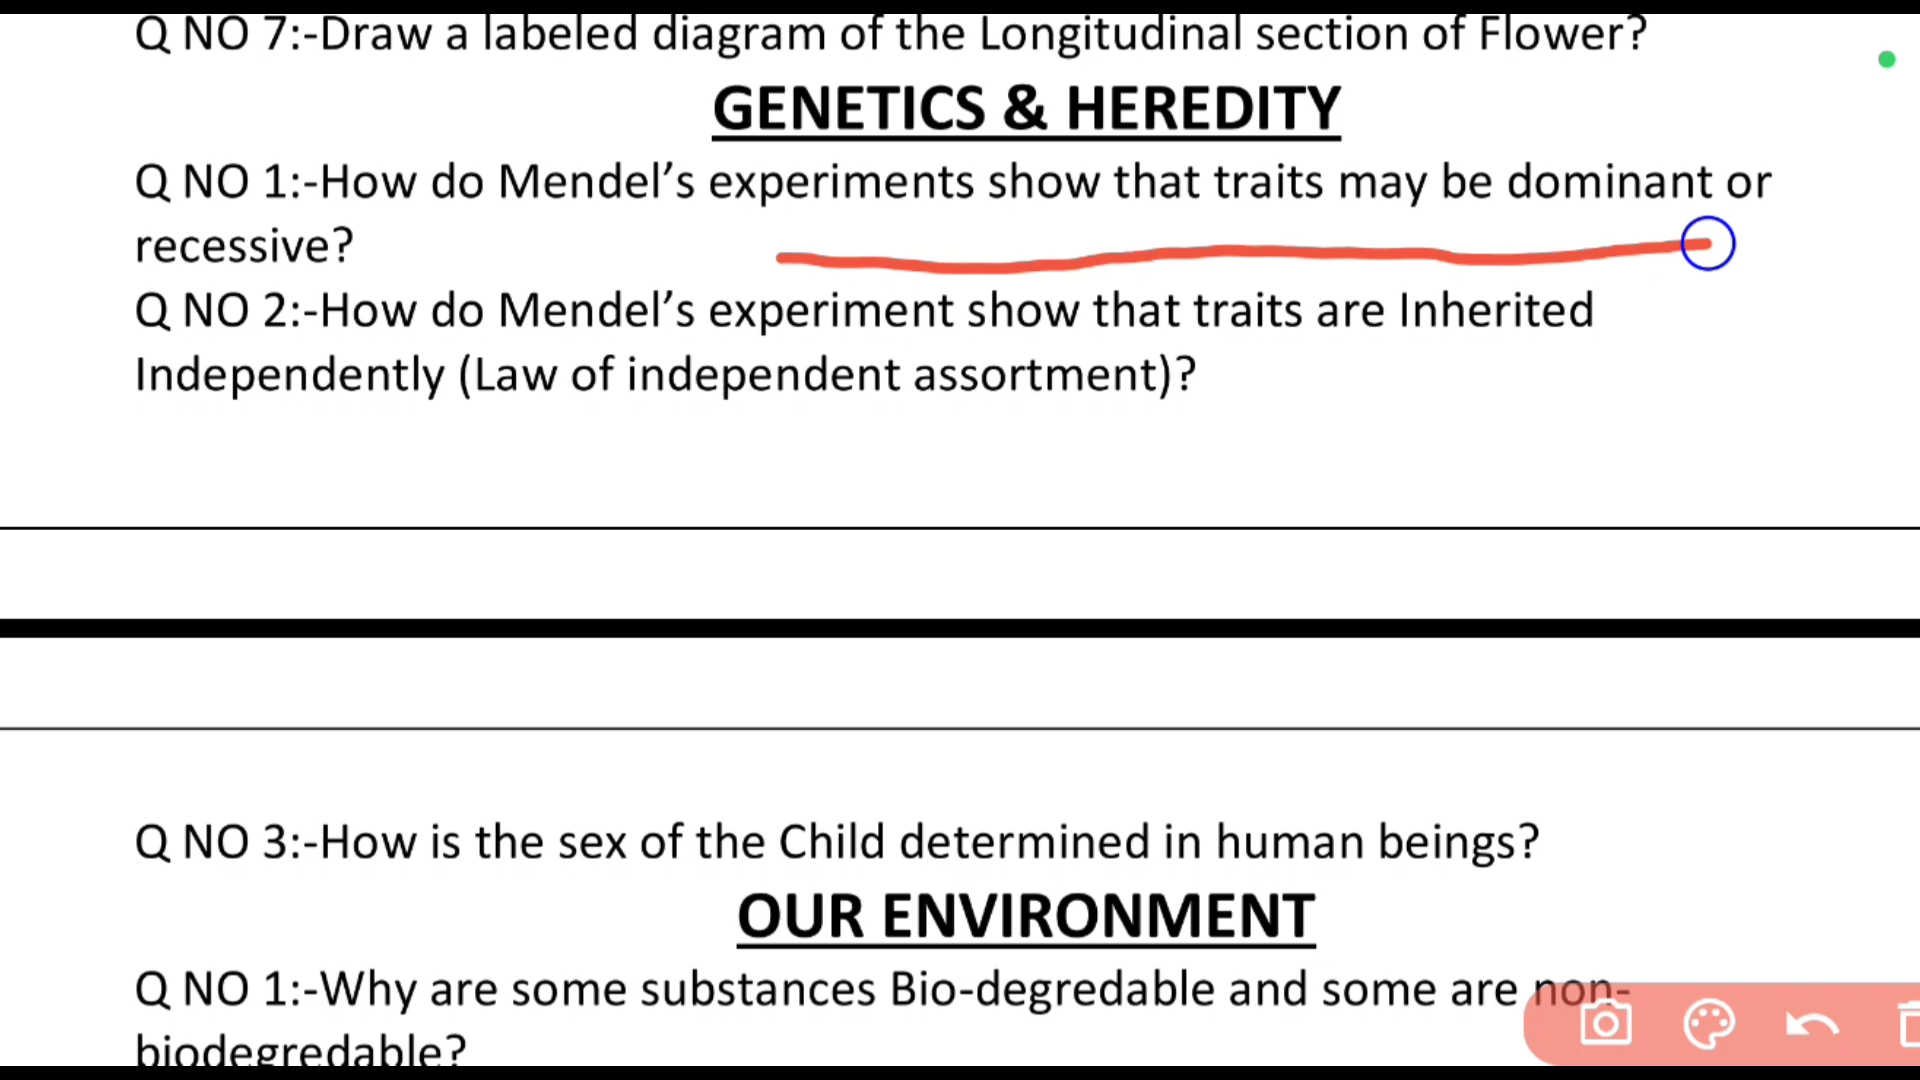 Q NO 7:-Draw a labeled diagram of the Longitudinal section of Flower?
GENETICS & HEREDITY
Q NO 1:-How do Mendel’s experiments show that traits may be dominant or
recessive?
Q NO 2:-How do Mendel’s experiment show that traits are Inherited
Independently (Law of independent assortment)?
Q NO 3:-How is the sex of the Child determined in human beings?
OUR ENVIRONMENT
Q NO 1:-Why are some substances Bio-degredable and some are non-
biodegredable?